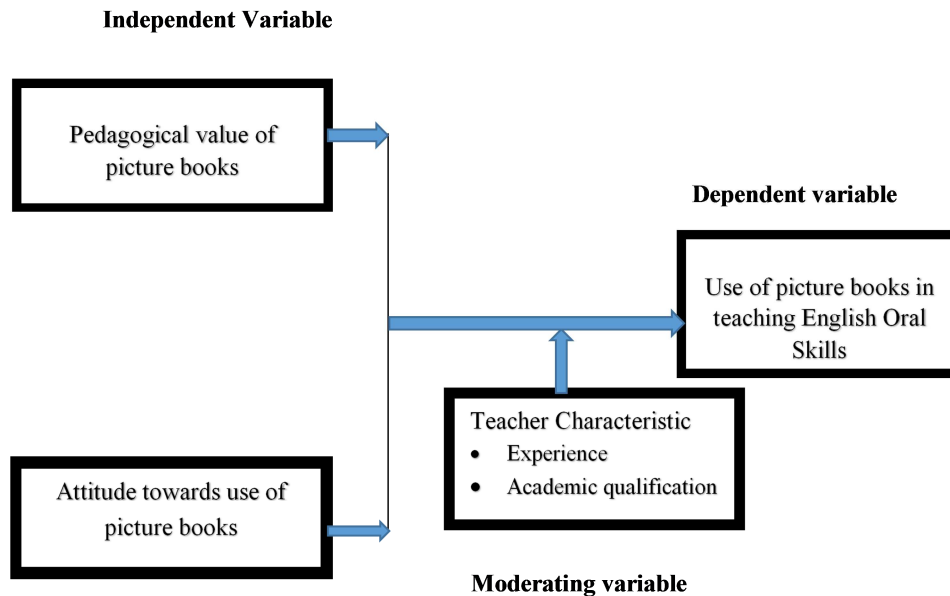 Independent Variable
Pedagogical value of
picture books
Dependent variable
Use of picture books in
teaching English Oral
Skills
Teacher Characteristic
• Experience
• Academic qualification
Attitude towards use of
picture books
Moderating variable